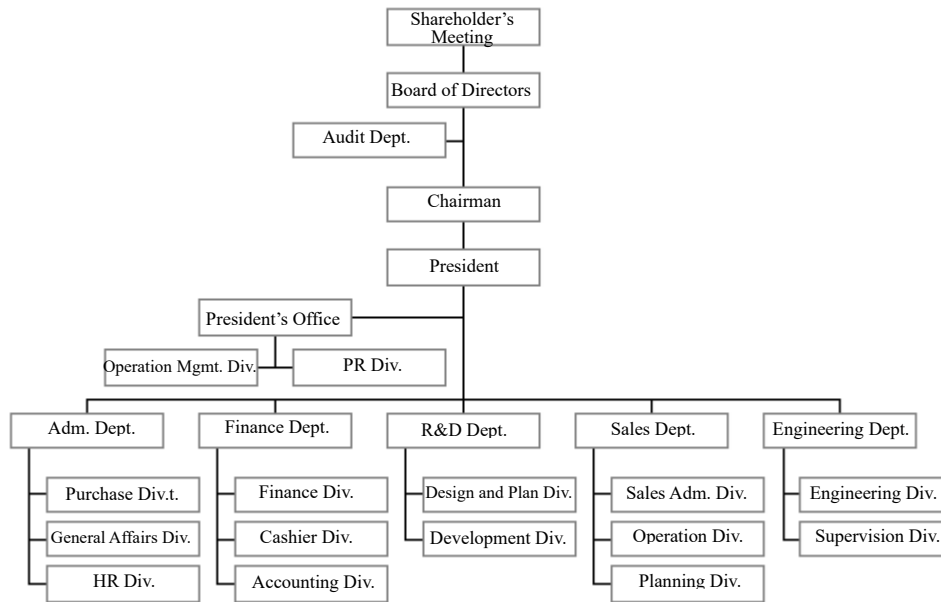 Shareholder’s
Meeting
Board of Directors
Audit Dept.
Chairman
President
President’s Office
Operation Mgmt. Div.
PR Div.
Adm. Dept.
Finance Dept.
R&D Dept.
Sales Dept.
Engineering Dept.
Purchase Div.t.
Finance Div.
Design and Plan Div.
Sales Adm. Div.
Engineering Div.
General Affairs Div.
Cashier Div.
Development Div.
Operation Div.
Supervision Div.
HR Div.
Accounting Div.
Planning Div.